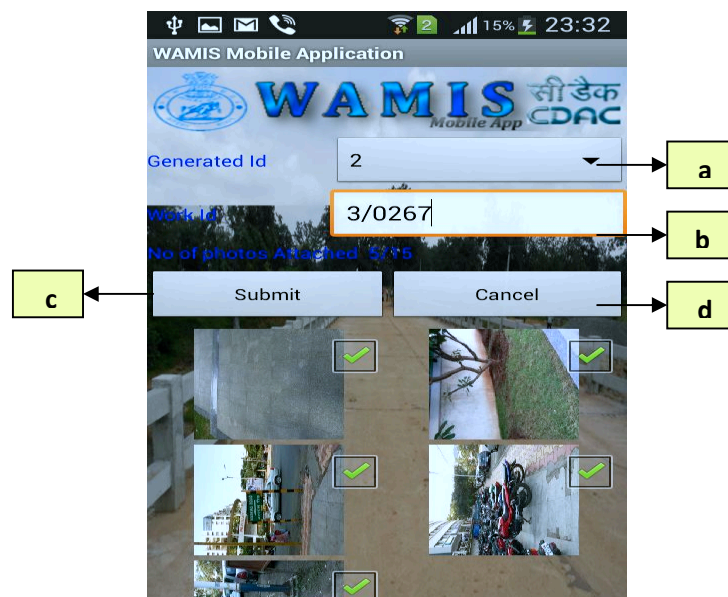 2 15% 23:32
WAMIS Mobile Application
WAMIS
Mobile App
सी डैक
CDAC
Generated Id 2
a
Work Id 3/0267
b
No of photos Attached 5/15
c
Submit Cancel
d